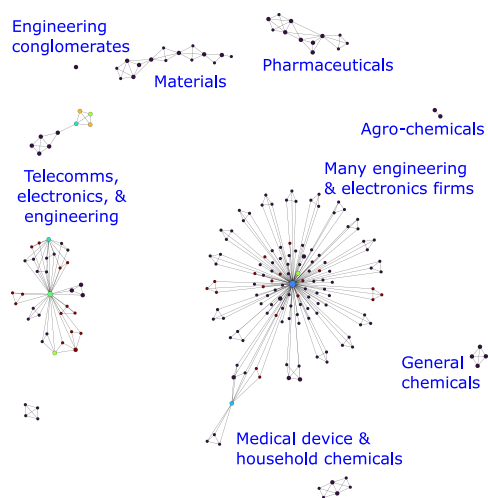 Engineering
conglomerates
Materials
Pharmaceuticals
Agro-chemicals
Telecomms,
electronics, &
engineering
Many engineering
& electronics firms
General
chemicals
Medical device &
household chemicals